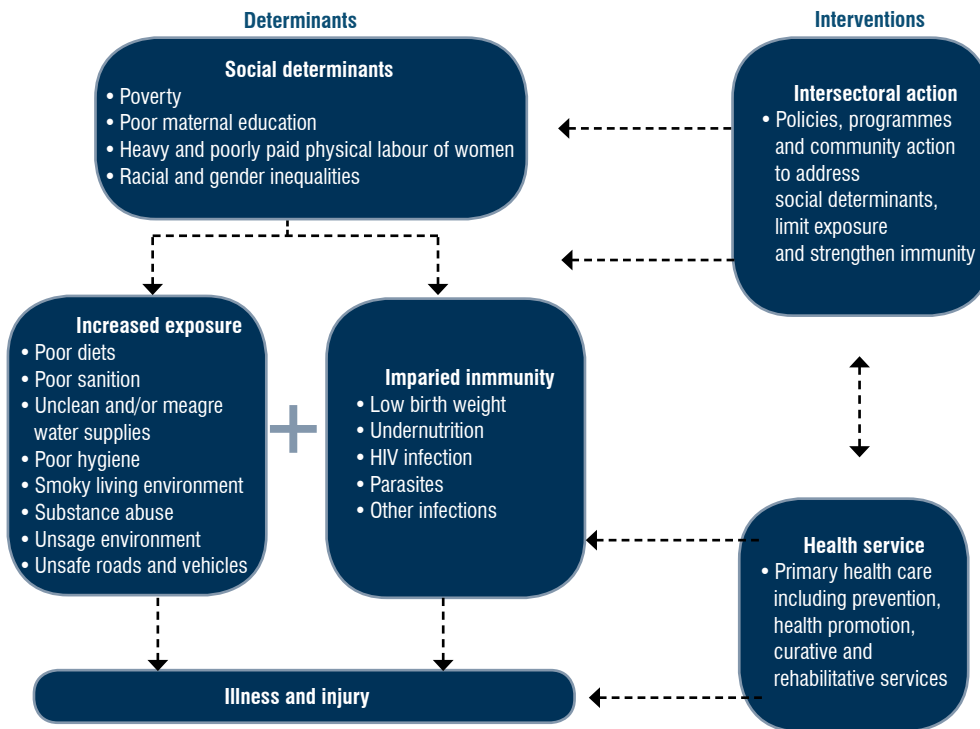 Determinants
Interventions
Social determinants
• Poverty
• Poor maternal education
• Heavy and poorly paid physical labour of women
• Racial and gender inequalities
Intersectoral action
• Policies, programmes
and community action
to address
social determinants,
limit exposure
and strengthen immunity
Increased exposure
• Poor diets
• Poor sanition
• Unclean and/or meagre
water supplies
• Poor hygiene
• Smoky living environment
• Substance abuse
• Unsage environment
• Unsafe roads and vehicles
+
Imparied inmmunity
• Low birth weight
• Undernutrition
• HIV infection
• Parasites
• Other infections
Health service
• Primary health care
including prevention,
health promotion,
curative and
rehabilitative services
Illness and injury